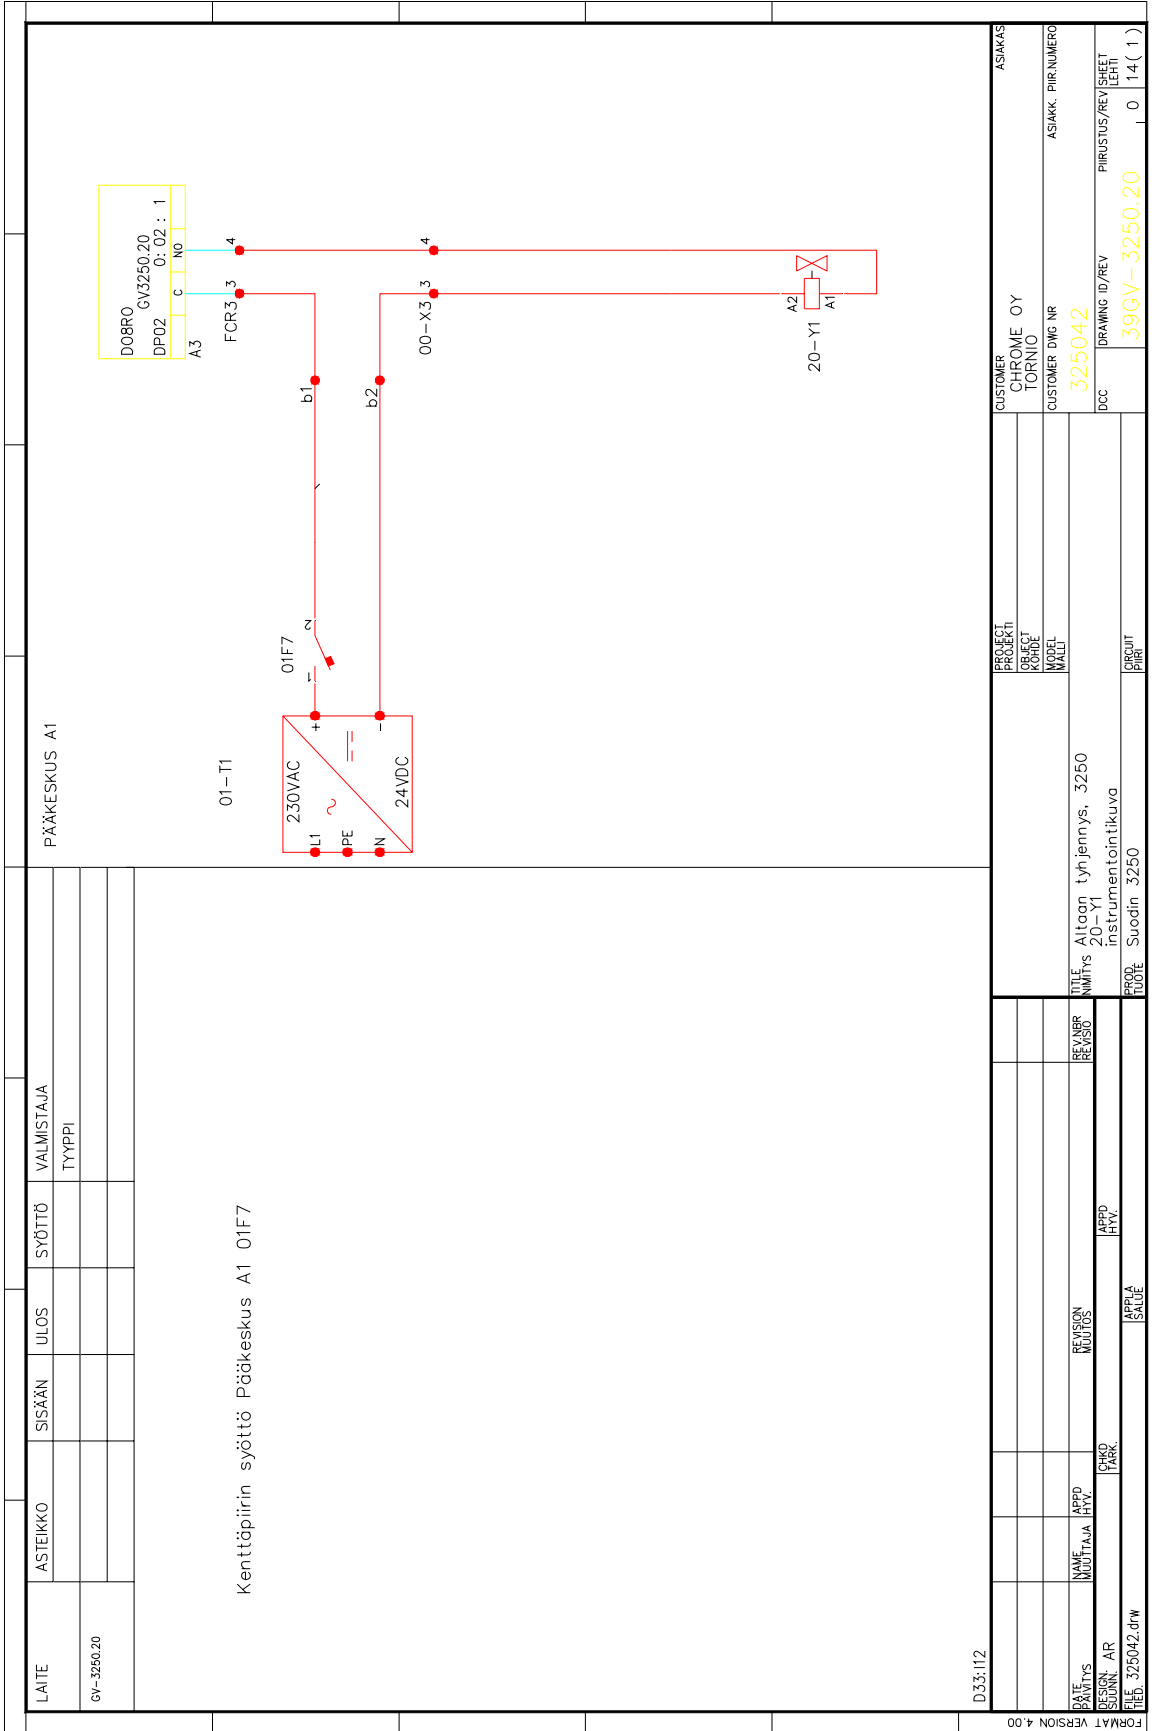 LAITE
ASTEIKKO
SISÄÄN
ULOS
SYÖTTÖ
VALMISTAJA
TYYPPI
GV-3250.20
PÄÄKESKUS A1
Kenttäpiirin syöttö Pääkeskus A1 01F7
01-T1
230VAC
24VDC
L1
PE
N
+
-
01F7
1
2
b1
b2
DO8RO
GV3250.20
DP02
O: 02 : 1
C
NO
A3
FCR3
3
4
00-X3
3
4
A2
A1
20-Y1
D33:I12
DATE
PÄIVITYS
NAME
MUUTTAJA
APPD
HYV.
REVISION
MUUTOS
REV.NBR
REVISIO
DESIGN.
SUUNN.
AR
CHKD
TARK.
APPD
HYV.
FILE
TIED.
325042.drw
APPLA
SALUE
PROJECT
PROJEKTI
OBJECT
KOHDE
MODEL
MALLI
TITLE
NIMITYS
Altaan tyhjennys, 3250
20-Y1
instrumentointikuva
PROD.
TUOTE
Suodin 3250
CIRCUIT
PIIRI
CUSTOMER
ASIAKAS
CHROME OY
TORNIO
CUSTOMER DWG NR
ASIAKK. PIIR.NUMERO
325042
DCC
DRAWING ID/REV
PIIRUSTUS/REV
39GV-3250.20
0
SHEET
LEHTI
14( 1 )
FORMAT VERSION 4.00